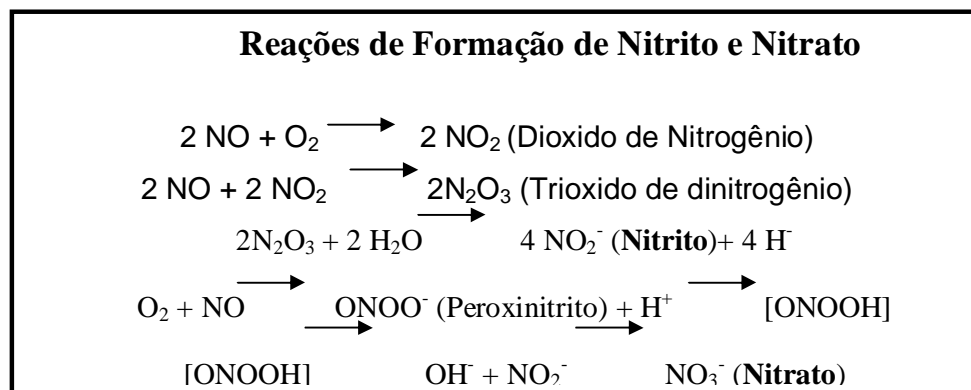 Reações de Formação de Nitrito e Nitrato
2 NO + O₂ ⟶ 2 NO₂ (Dioxido de Nitrogênio)
2 NO + 2 NO₂ ⟶ 2N₂O₃ (Trioxido de dinitrogênio)
2N₂O₃ + 2 H₂O ⟶ 4 NO₂⁻ (Nitrito)+ 4 H⁻
O₂ + NO ⟶ ONOO⁻ (Peroxinitrito) + H⁺ ⟶ [ONOOH]
[ONOOH] ⟶ OH⁻ + NO₂⁻ ⟶ NO₃⁻ (Nitrato)